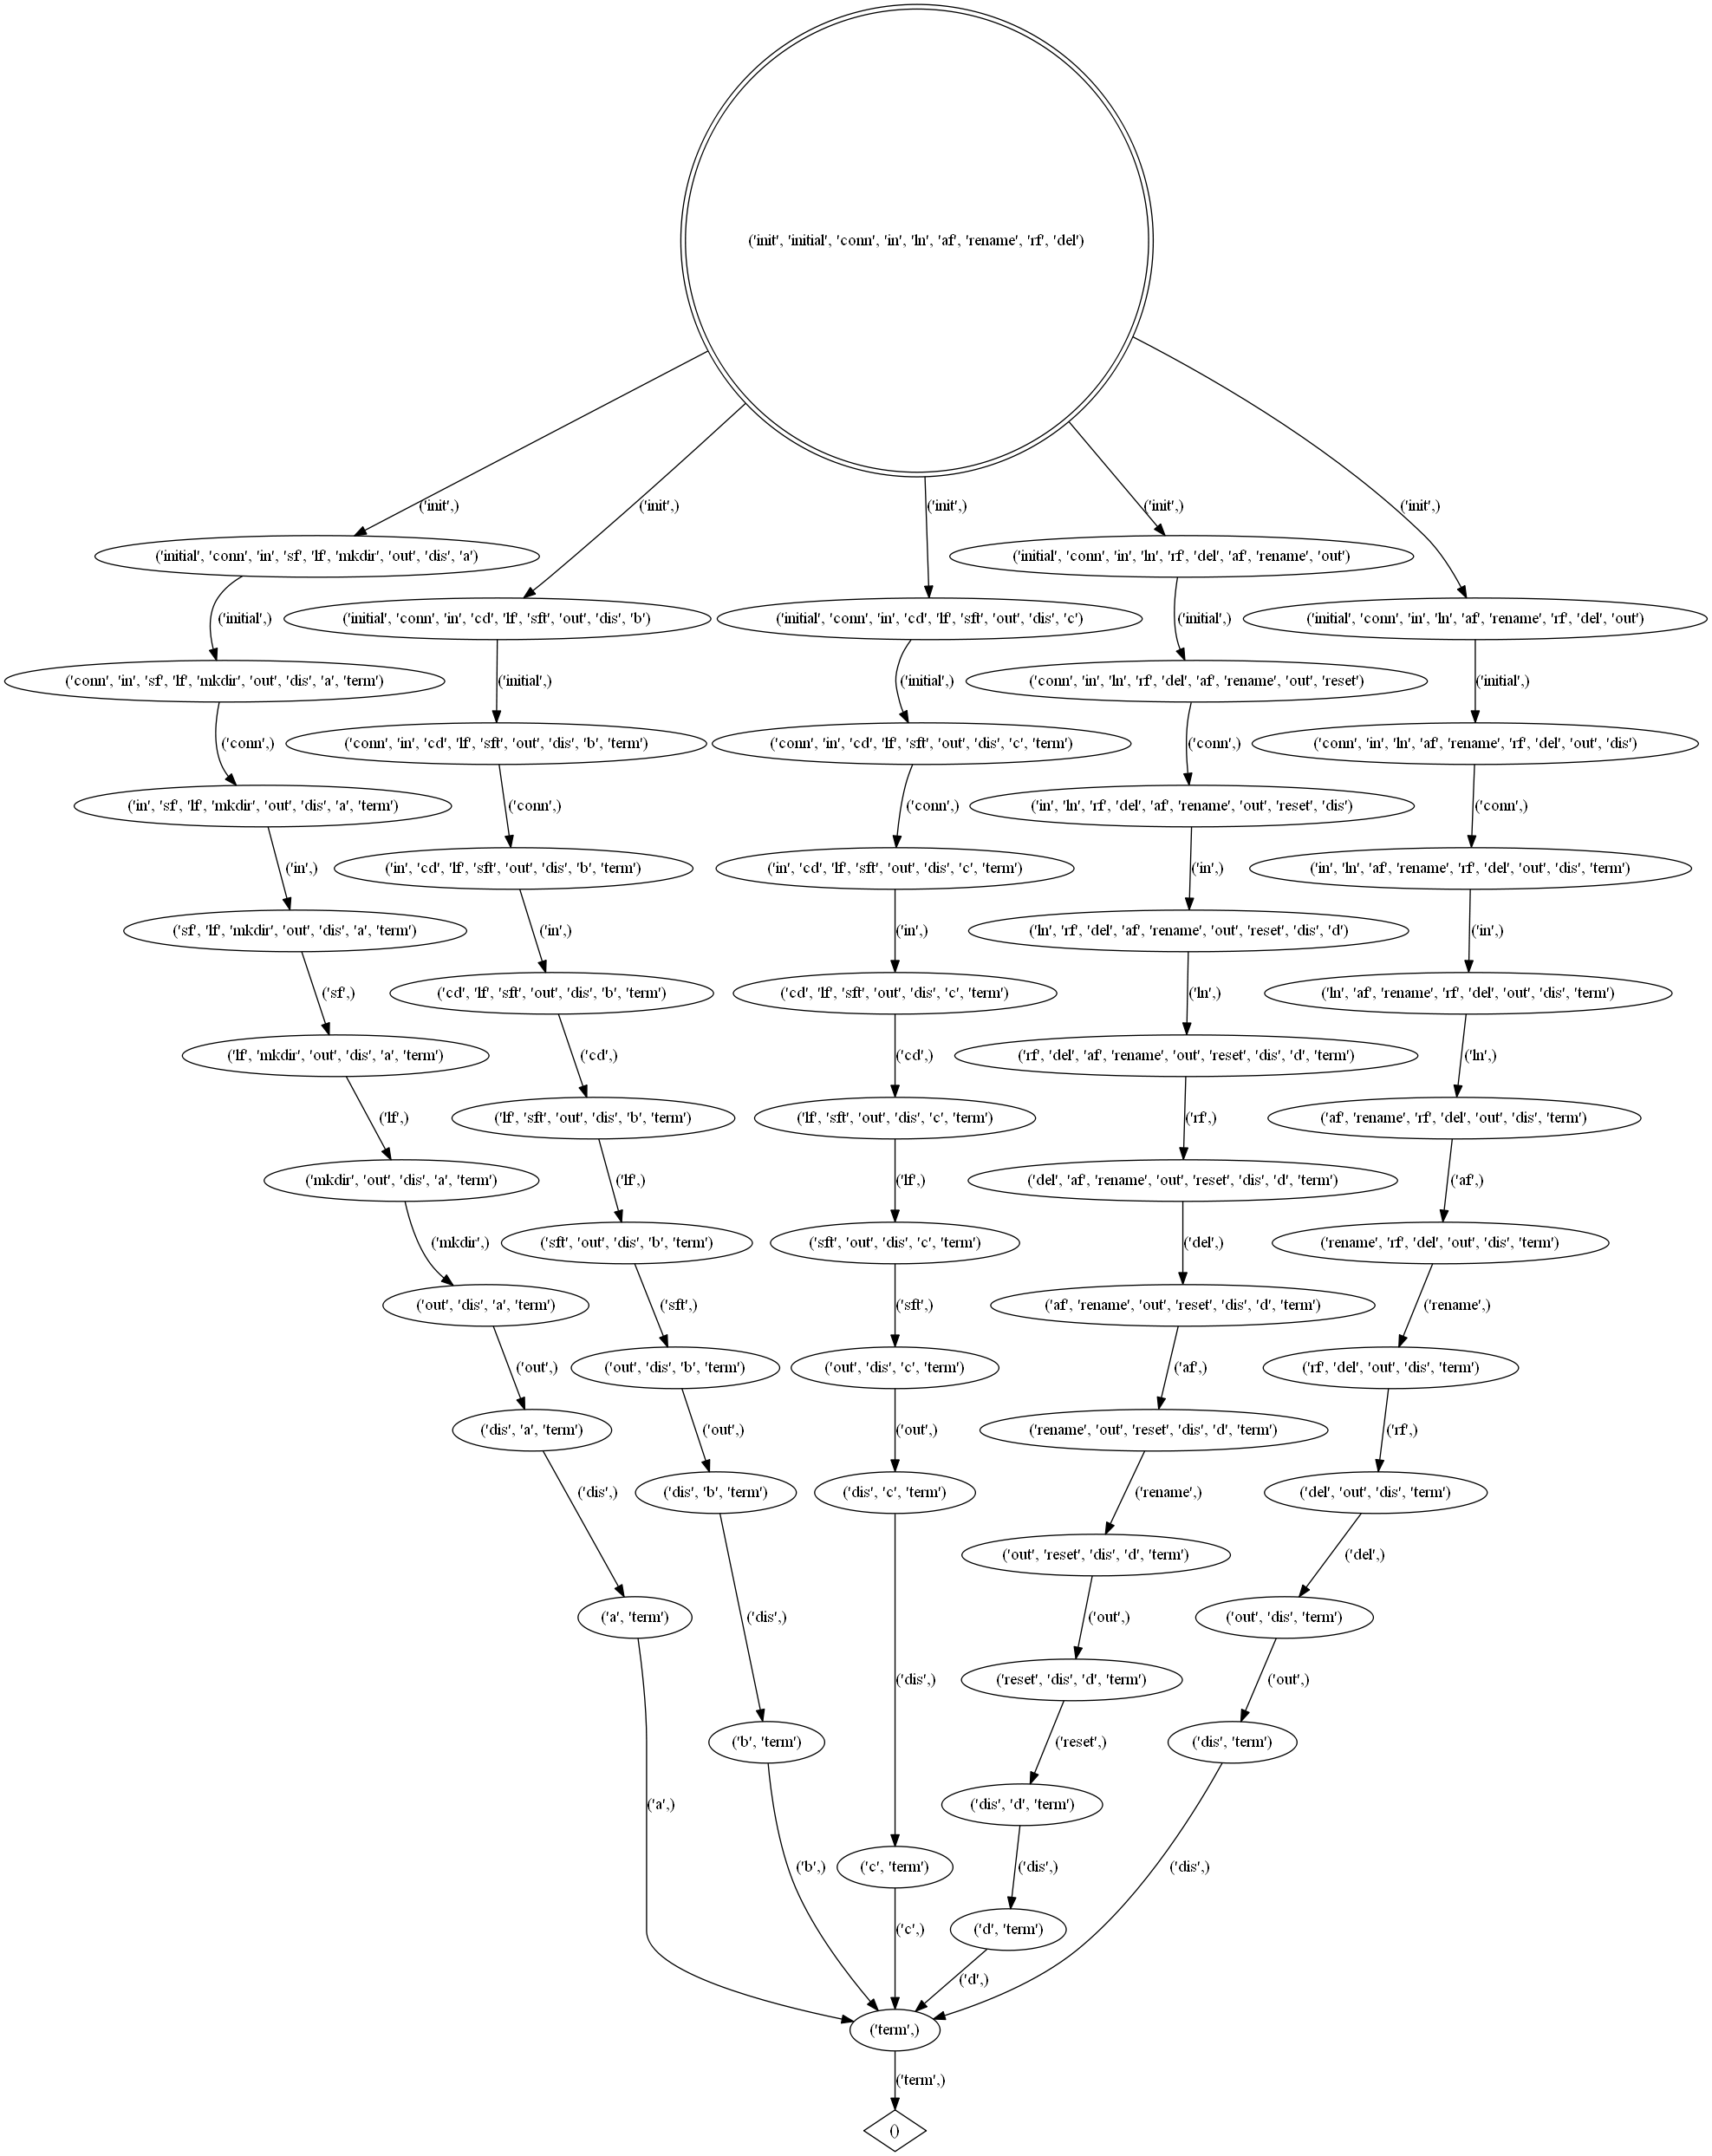 ('init', 'initial', 'conn', 'in', 'ln', 'af', 'rename', 'rf', 'del')
('init',)
('init',)
('init',)
('init',)
('init',)
('initial', 'conn', 'in', 'sf', 'lf', 'mkdir', 'out', 'dis', 'a')
('initial', 'conn', 'in', 'ln', 'rf', 'del', 'af', 'rename', 'out')
('initial',)
('initial', 'conn', 'in', 'cd', 'lf', 'sft', 'out', 'dis', 'b')
('initial', 'conn', 'in', 'cd', 'lf', 'sft', 'out', 'dis', 'c')
('initial',)
('initial', 'conn', 'in', 'ln', 'af', 'rename', 'rf', 'del', 'out')
('conn', 'in', 'sf', 'lf', 'mkdir', 'out', 'dis', 'a', 'term')
('initial',)
('initial',)
('conn', 'in', 'ln', 'rf', 'del', 'af', 'rename', 'out', 'reset')
('initial',)
('conn',)
('conn', 'in', 'cd', 'lf', 'sft', 'out', 'dis', 'b', 'term')
('conn', 'in', 'cd', 'lf', 'sft', 'out', 'dis', 'c', 'term')
('conn',)
('conn', 'in', 'ln', 'af', 'rename', 'rf', 'del', 'out', 'dis')
('in', 'sf', 'lf', 'mkdir', 'out', 'dis', 'a', 'term')
('conn',)
('conn',)
('in', 'ln', 'rf', 'del', 'af', 'rename', 'out', 'reset', 'dis')
('conn',)
('in',)
('in', 'cd', 'lf', 'sft', 'out', 'dis', 'b', 'term')
('in', 'cd', 'lf', 'sft', 'out', 'dis', 'c', 'term')
('in',)
('in', 'ln', 'af', 'rename', 'rf', 'del', 'out', 'dis', 'term')
('sf', 'lf', 'mkdir', 'out', 'dis', 'a', 'term')
('in',)
('in',)
('ln', 'rf', 'del', 'af', 'rename', 'out', 'reset', 'dis', 'd')
('in',)
('sf',)
('cd', 'lf', 'sft', 'out', 'dis', 'b', 'term')
('cd', 'lf', 'sft', 'out', 'dis', 'c', 'term')
('ln',)
('ln', 'af', 'rename', 'rf', 'del', 'out', 'dis', 'term')
('lf', 'mkdir', 'out', 'dis', 'a', 'term')
('cd',)
('cd',)
('rf', 'del', 'af', 'rename', 'out', 'reset', 'dis', 'd', 'term')
('ln',)
('lf',)
('lf', 'sft', 'out', 'dis', 'b', 'term')
('lf', 'sft', 'out', 'dis', 'c', 'term')
('rf',)
('af', 'rename', 'rf', 'del', 'out', 'dis', 'term')
('mkdir', 'out', 'dis', 'a', 'term')
('lf',)
('lf',)
('del', 'af', 'rename', 'out', 'reset', 'dis', 'd', 'term')
('af',)
('mkdir',)
('sft', 'out', 'dis', 'b', 'term')
('sft', 'out', 'dis', 'c', 'term')
('del',)
('rename', 'rf', 'del', 'out', 'dis', 'term')
('out', 'dis', 'a', 'term')
('sft',)
('sft',)
('af', 'rename', 'out', 'reset', 'dis', 'd', 'term')
('rename',)
('out',)
('out', 'dis', 'b', 'term')
('out', 'dis', 'c', 'term')
('af',)
('rf', 'del', 'out', 'dis', 'term')
('dis', 'a', 'term')
('out',)
('out',)
('rename', 'out', 'reset', 'dis', 'd', 'term')
('rf',)
('dis',)
('dis', 'b', 'term')
('dis', 'c', 'term')
('rename',)
('del', 'out', 'dis', 'term')
('out', 'reset', 'dis', 'd', 'term')
('del',)
('a', 'term')
('dis',)
('out',)
('out', 'dis', 'term')
('dis',)
('reset', 'dis', 'd', 'term')
('out',)
('b', 'term')
('reset',)
('dis', 'term')
('a',)
('dis', 'd', 'term')
('b',)
('c', 'term')
('dis',)
('dis',)
('c',)
('d', 'term')
('d',)
('term',)
('term',)
()